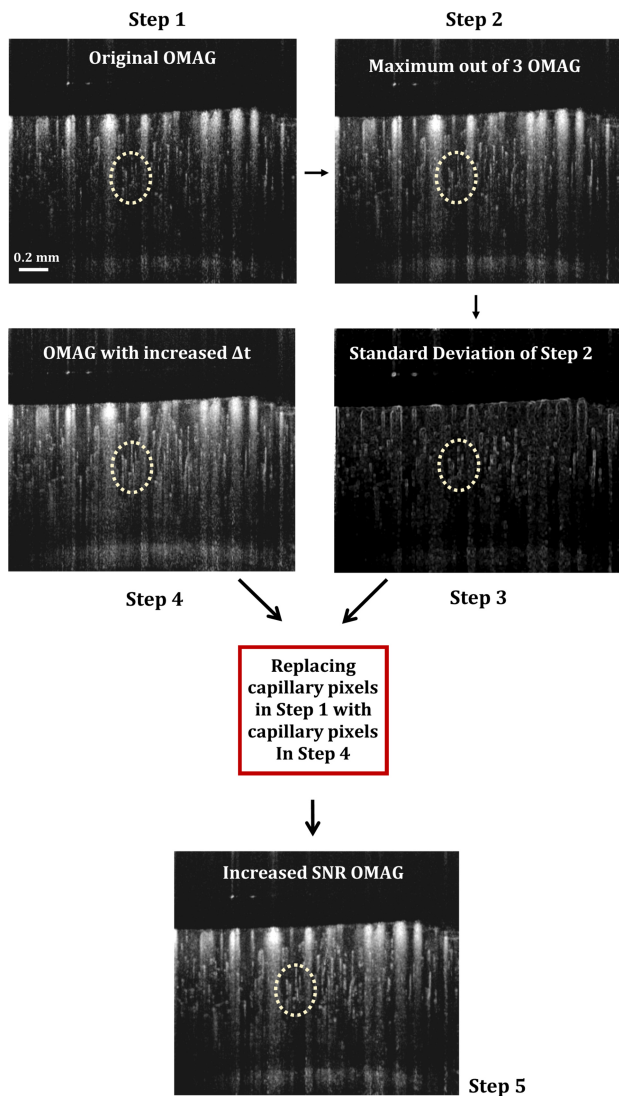 Step 1
Step 2
Original OMAG
Maximum out of 3 OMAG
0.2 mm
OMAG with increased Δt
Standard Deviation of Step 2
Step 4
Step 3
Replacing
capillary pixels
in Step 1 with
capillary pixels
In Step 4
Increased SNR OMAG
Step 5